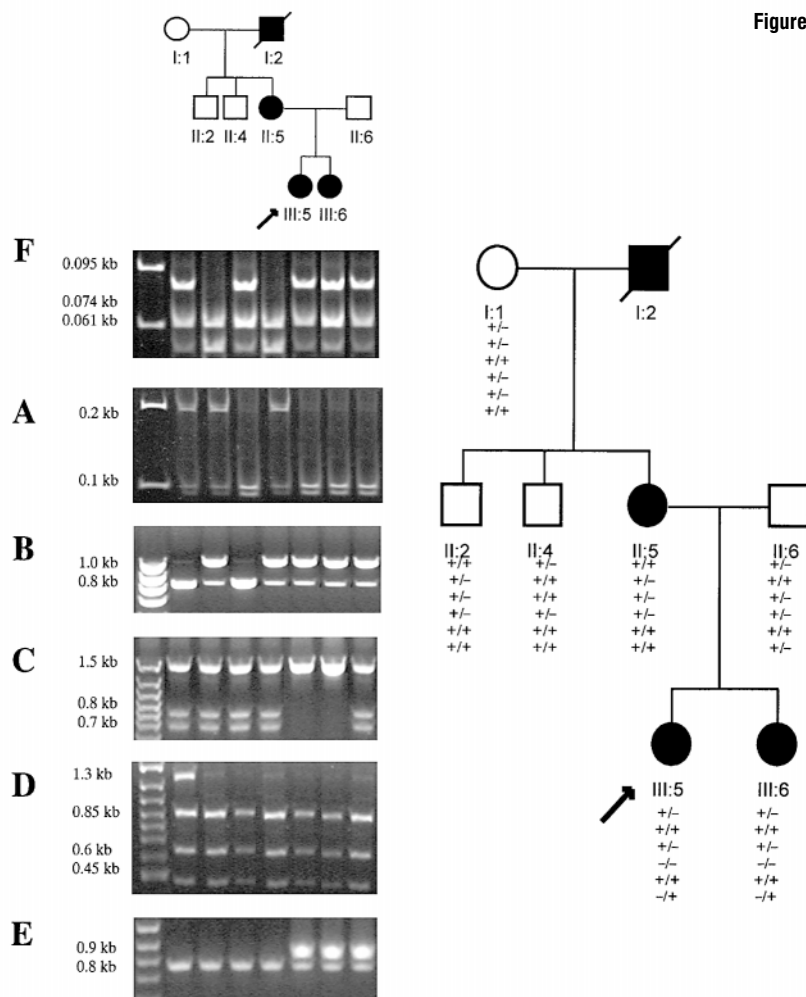 Figure
I:1 I:2
II:2 II:4 II:5 II:6
III:5 III:6
F
0.095 kb
0.074 kb
0.061 kb
A
0.2 kb
0.1 kb
B
1.0 kb
0.8 kb
C
1.5 kb
0.8 kb
0.7 kb
D
1.3 kb
0.85 kb
0.6 kb
0.45 kb
E
0.9 kb
0.8 kb
I:1 I:2
+/–
+/–
+/+
+/–
+/–
+/+
II:2 II:4 II:5 II:6
+/+ +/– +/+ +/–
+/– +/+ +/– +/+
+/– +/+ +/– +/–
+/– +/– +/– +/–
+/+ +/+ +/+ +/+
+/+ +/+ +/+ +/–
III:5 III:6
+/– +/–
+/+ +/+
+/– +/–
–/– –/–
+/+ +/+
–/+ –/+